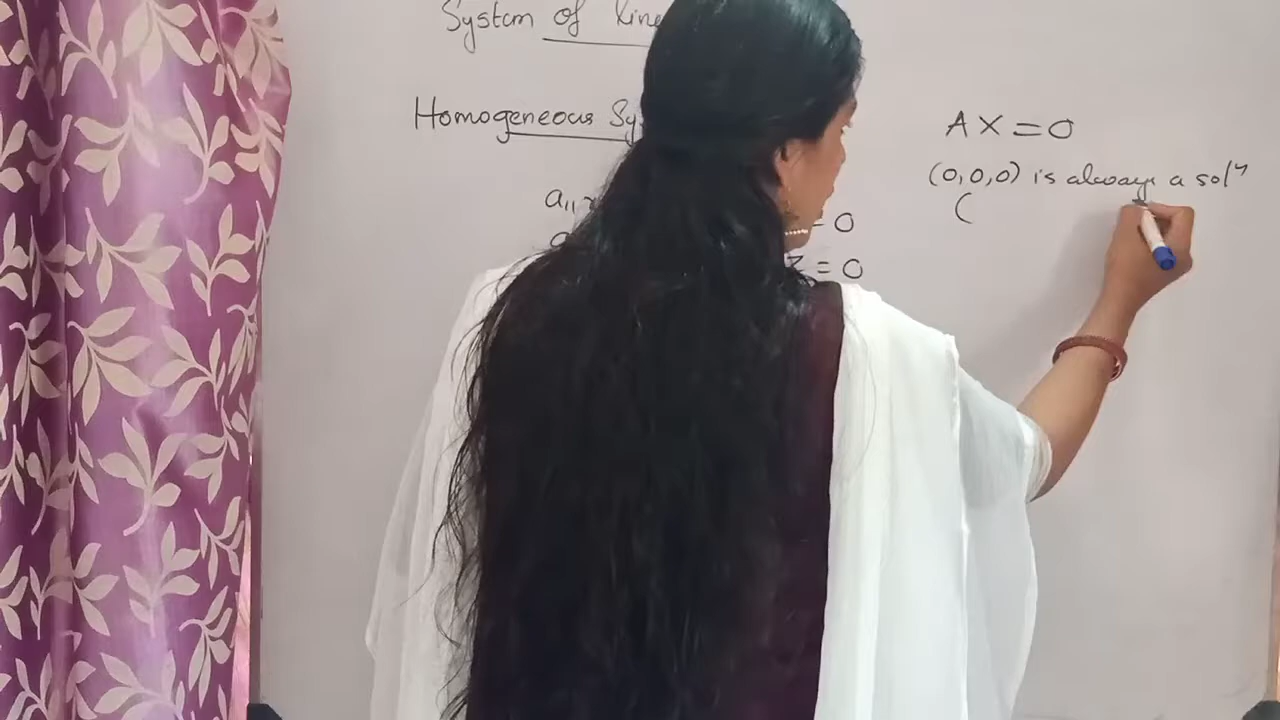 System of line
Homogeneous Sy
a₁₁
= 0
z = 0
AX = 0
(0,0,0) is always a solⁿ
(